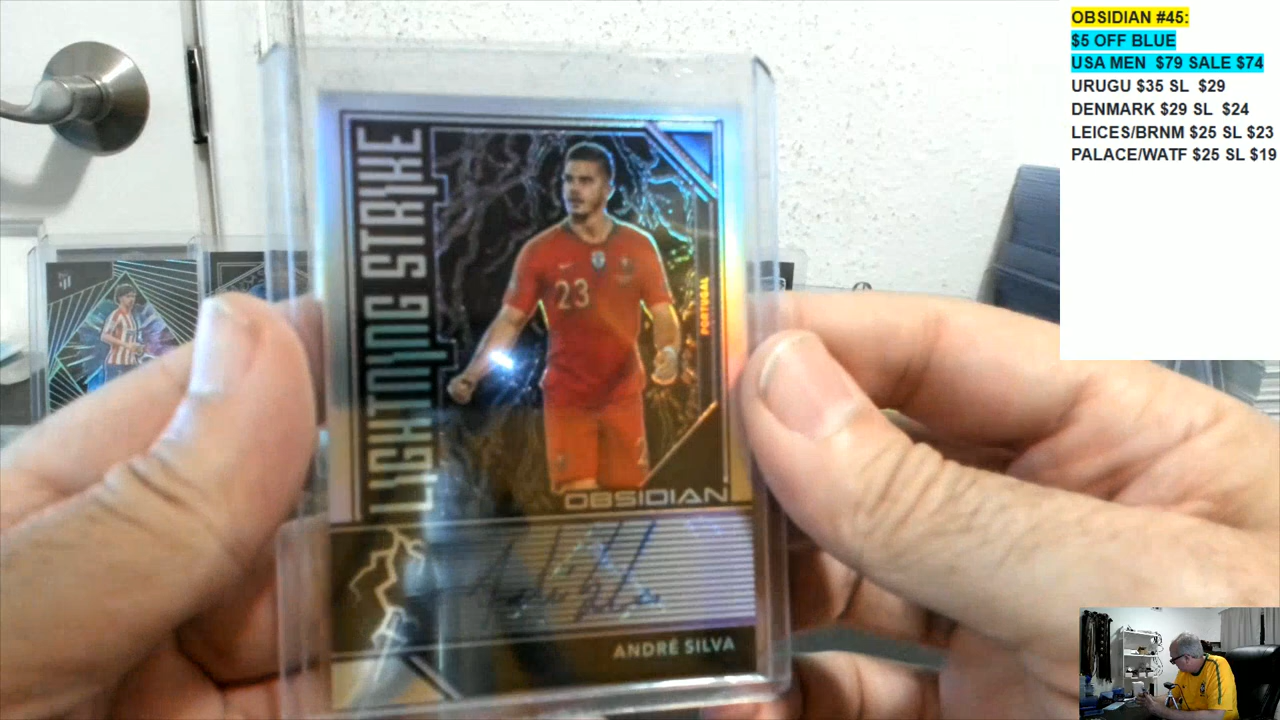 OBSIDIAN #45:
$5 OFF BLUE
USA MEN $79 SALE $74
URUGU $35 SL $29
DENMARK $29 SL $24
LEICES/BRNM $25 SL $23
PALACE/WATF $25 SL $19
LIGHTNING STRIKE
23
PORTUGAL
OBSIDIAN
ANDRÉ SILVA